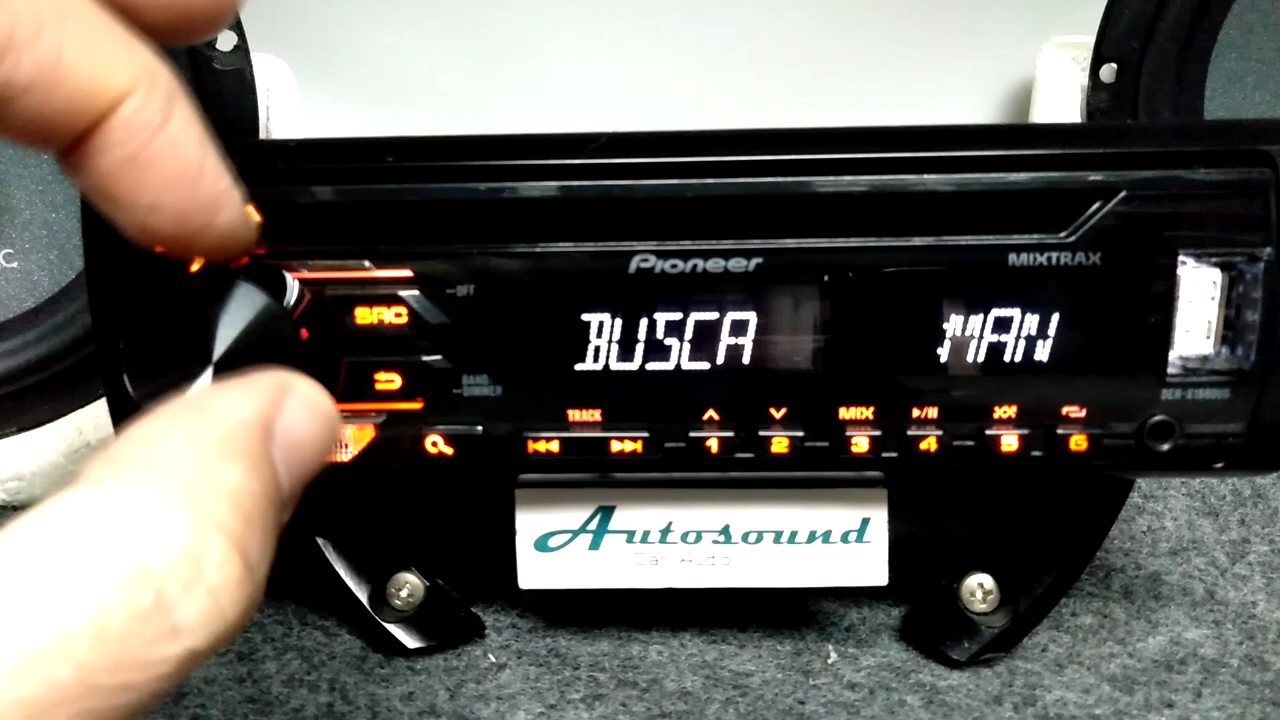 Pioneer
MIXTRAX
OFF
SRC
BUSCA MAN
BAND
DIMMER
TRACK
MIX
1 2 3 4 5 6
Autosound
Car Audio